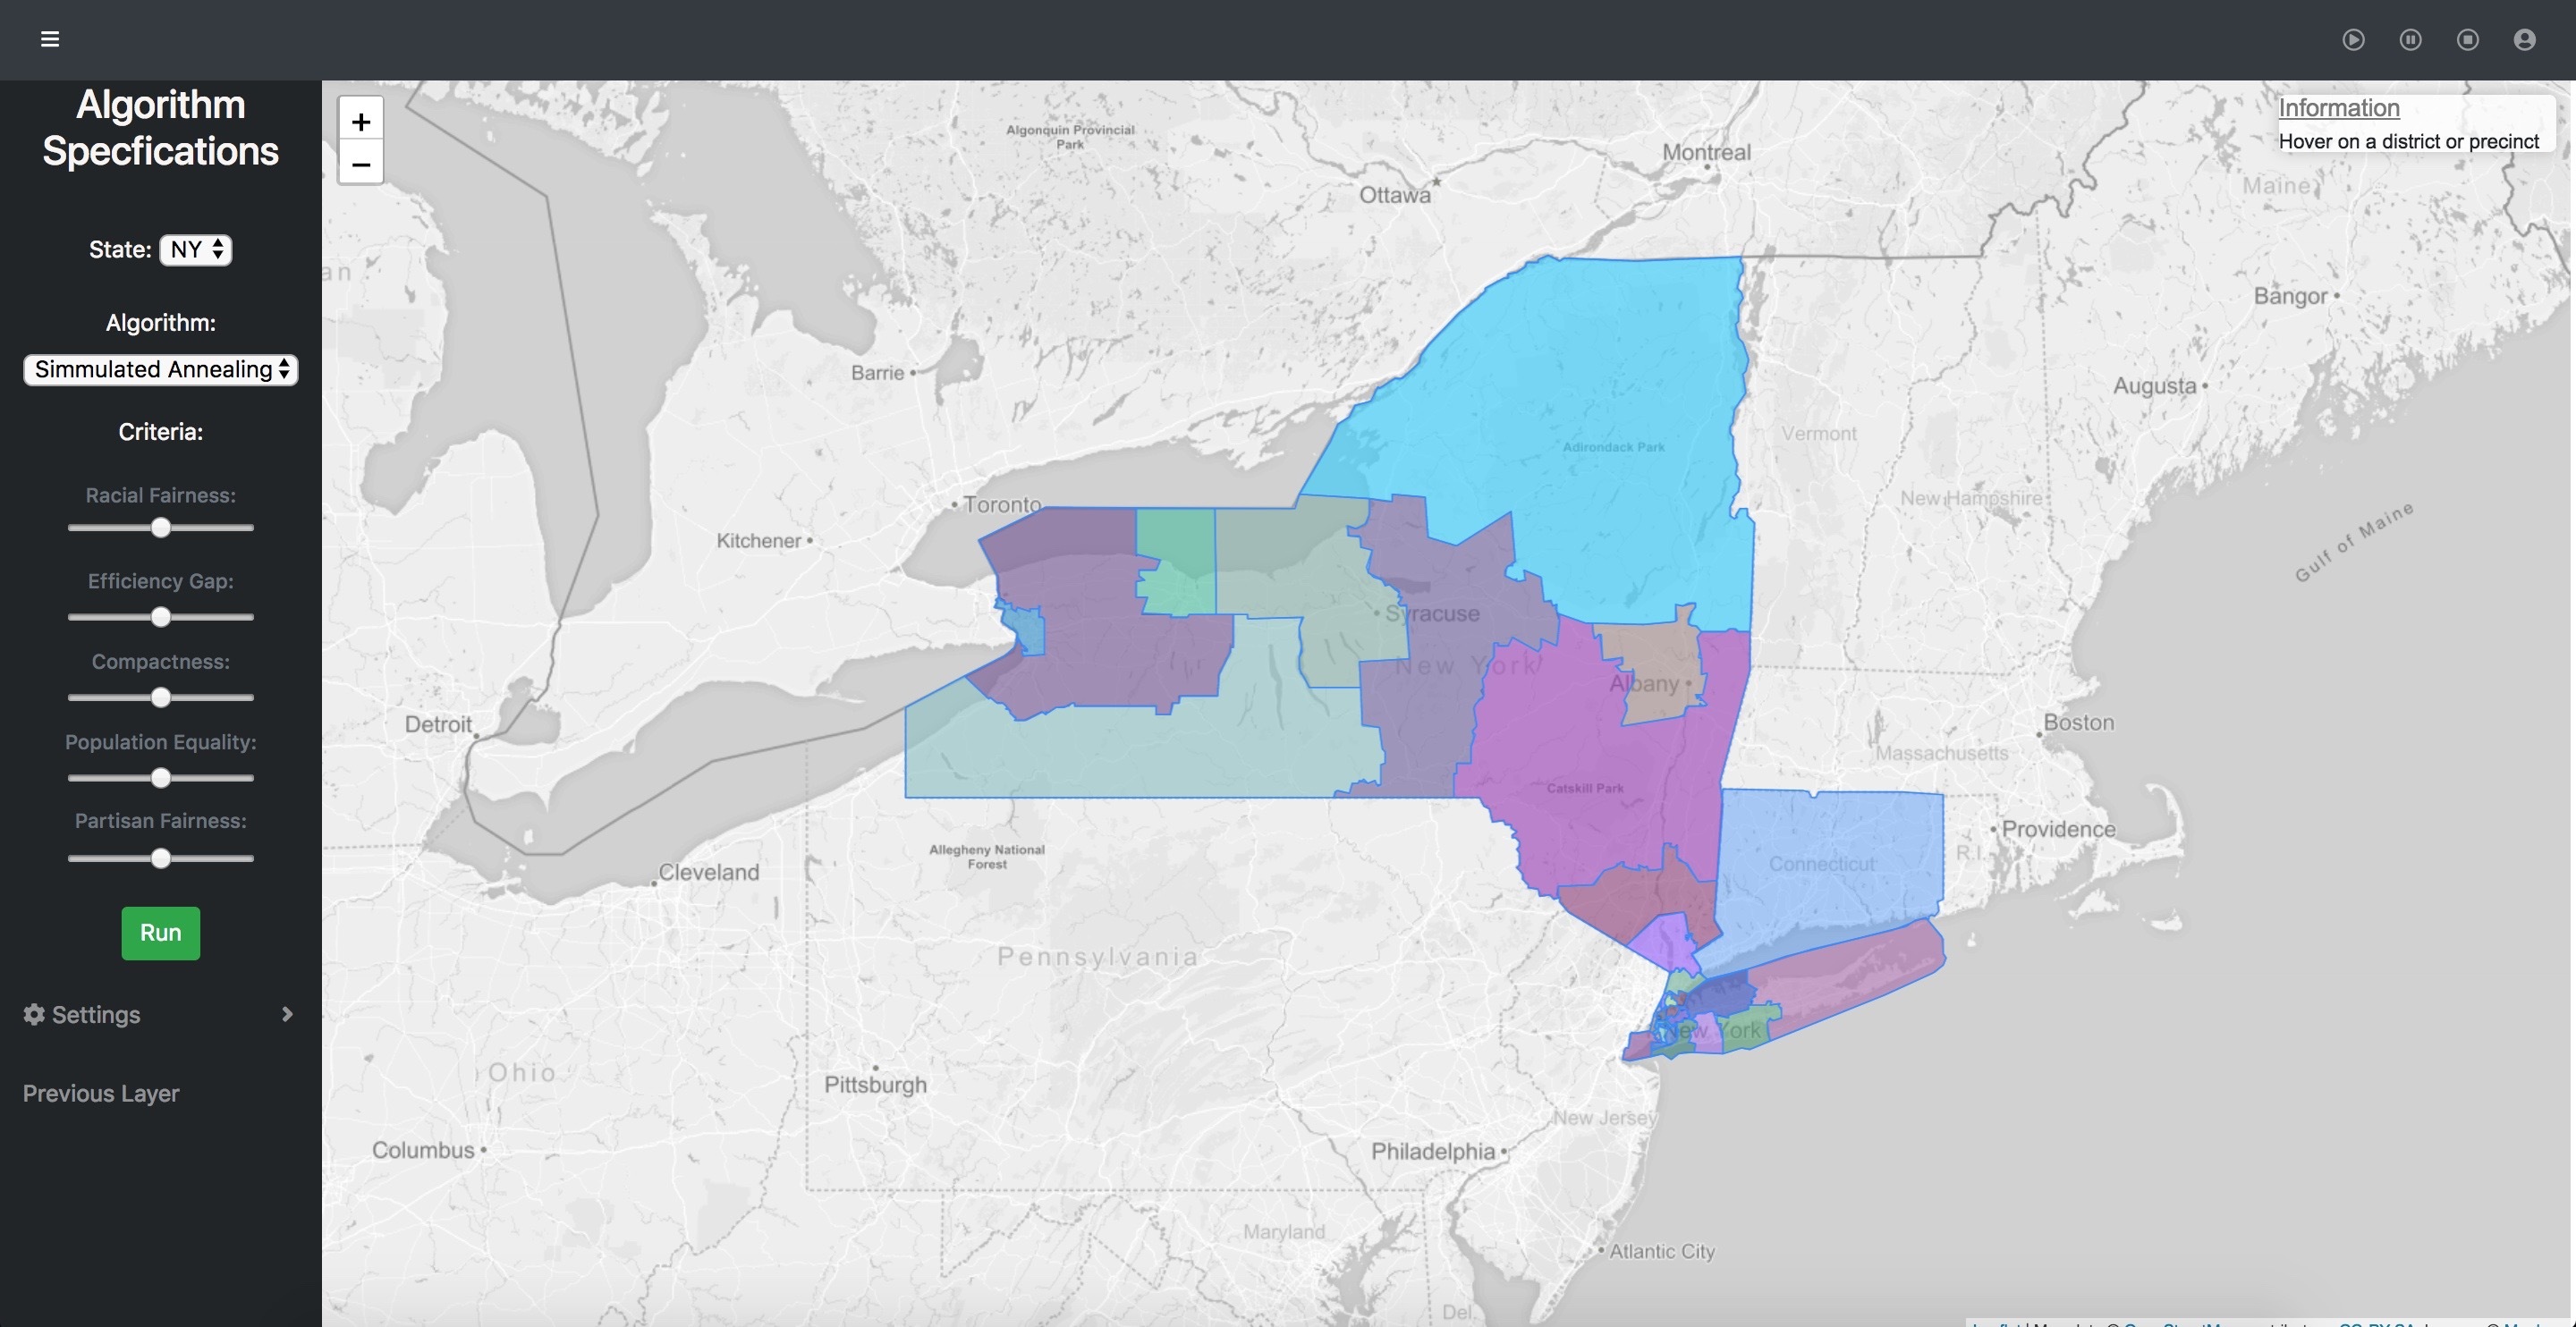 Algorithm
Specfications
State: NY
Algorithm:
Simmulated Annealing
Criteria:
Racial Fairness:
Efficiency Gap:
Compactness:
Population Equality:
Partisan Fairness:
Run
Settings
Previous Layer
+
−
Information
Hover on a district or precinct
Algonquin Provincial
Park
Montreal
Ottawa
Maine
an
Bangor
Barrie
Augusta
Vermont
Adirondack Park
Toronto
New Hampshire
Kitchener
Gulf of Maine
Syracuse
New York
Albany
Detroit
Boston
Massachusetts
Catskill Park
Allegheny National
Forest
Providence
Connecticut
R.I.
Cleveland
Pennsylvania
New York
Ohio
Pittsburgh
New Jersey
Columbus
Philadelphia
Maryland
Atlantic City
Del.